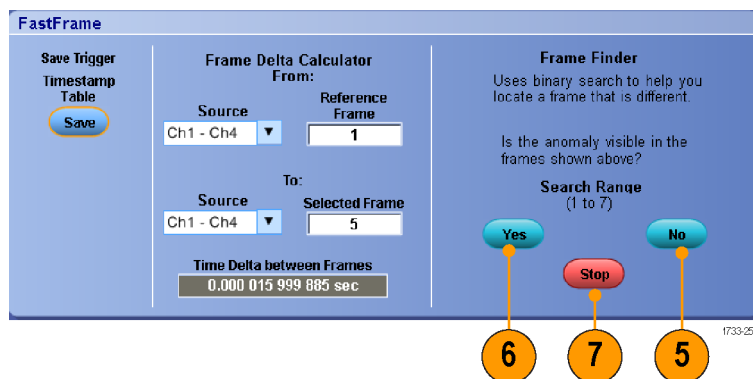 FastFrame
Save Trigger
Timestamp
Table
Save
Frame Delta Calculator
From:
Source
Reference
Frame
Ch1 - Ch4
1
To:
Source
Selected Frame
Ch1 - Ch4
5
Time Delta between Frames
0.000 015 999 885 sec
Frame Finder
Uses binary search to help you
locate a frame that is different.
Is the anomaly visible in the
frames shown above?
Search Range
(1 to 7)
Yes
No
Stop
6
7
5